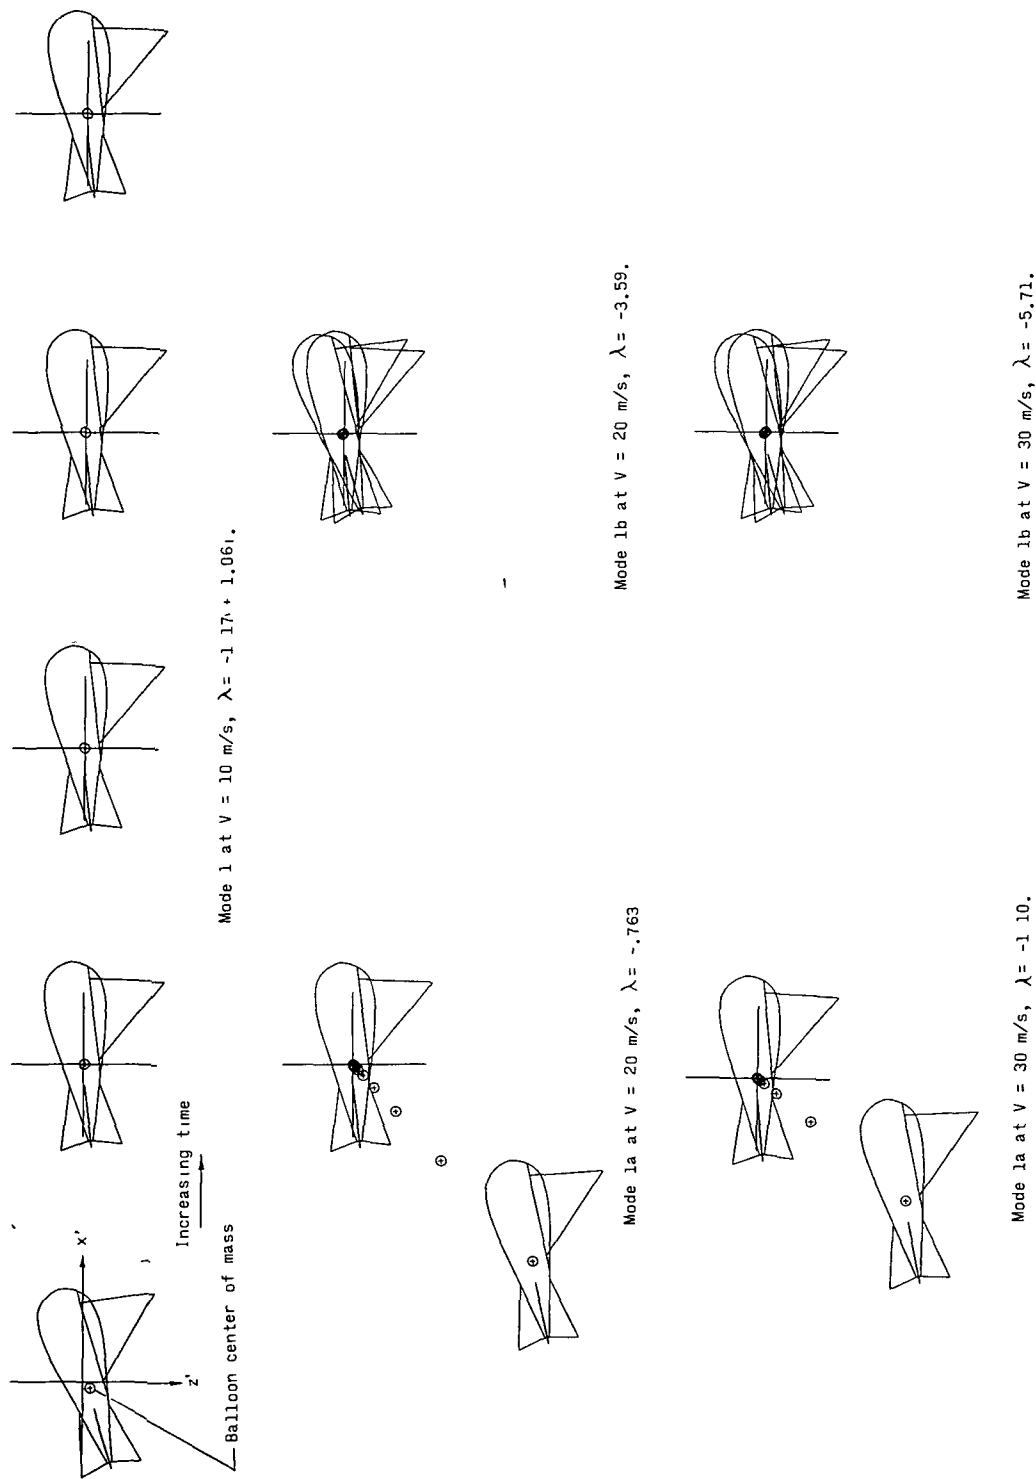 x'
z'
Increasing time
Balloon center of mass
Mode 1 at V = 10 m/s, λ = -1 17 + 1.06i.
Mode 1a at V = 20 m/s, λ = -.763
Mode 1b at V = 20 m/s, λ = -3.59.
Mode 1a at V = 30 m/s, λ = -1 10.
Mode 1b at V = 30 m/s, λ = -5.71.